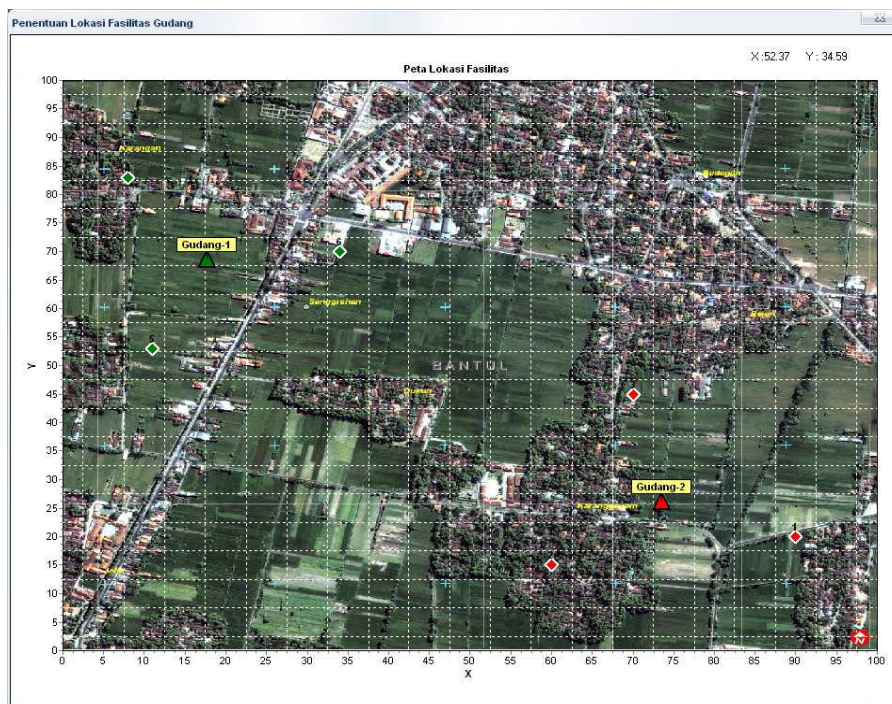 Penentuan Lokasi Fasilitas Gudang
X :52.37 Y : 34.59
Peta Lokasi Fasilitas
100
95
90
85
80
75
70
65
60
55
50
45
40
35
30
25
20
15
10
5
0
Y
Karangan
Gudang-1
Senggrahan
BANTUL
Gudang-2
1
0 5 10 15 20 25 30 35 40 45 50 55 60 65 70 75 80 85 90 95 100
X